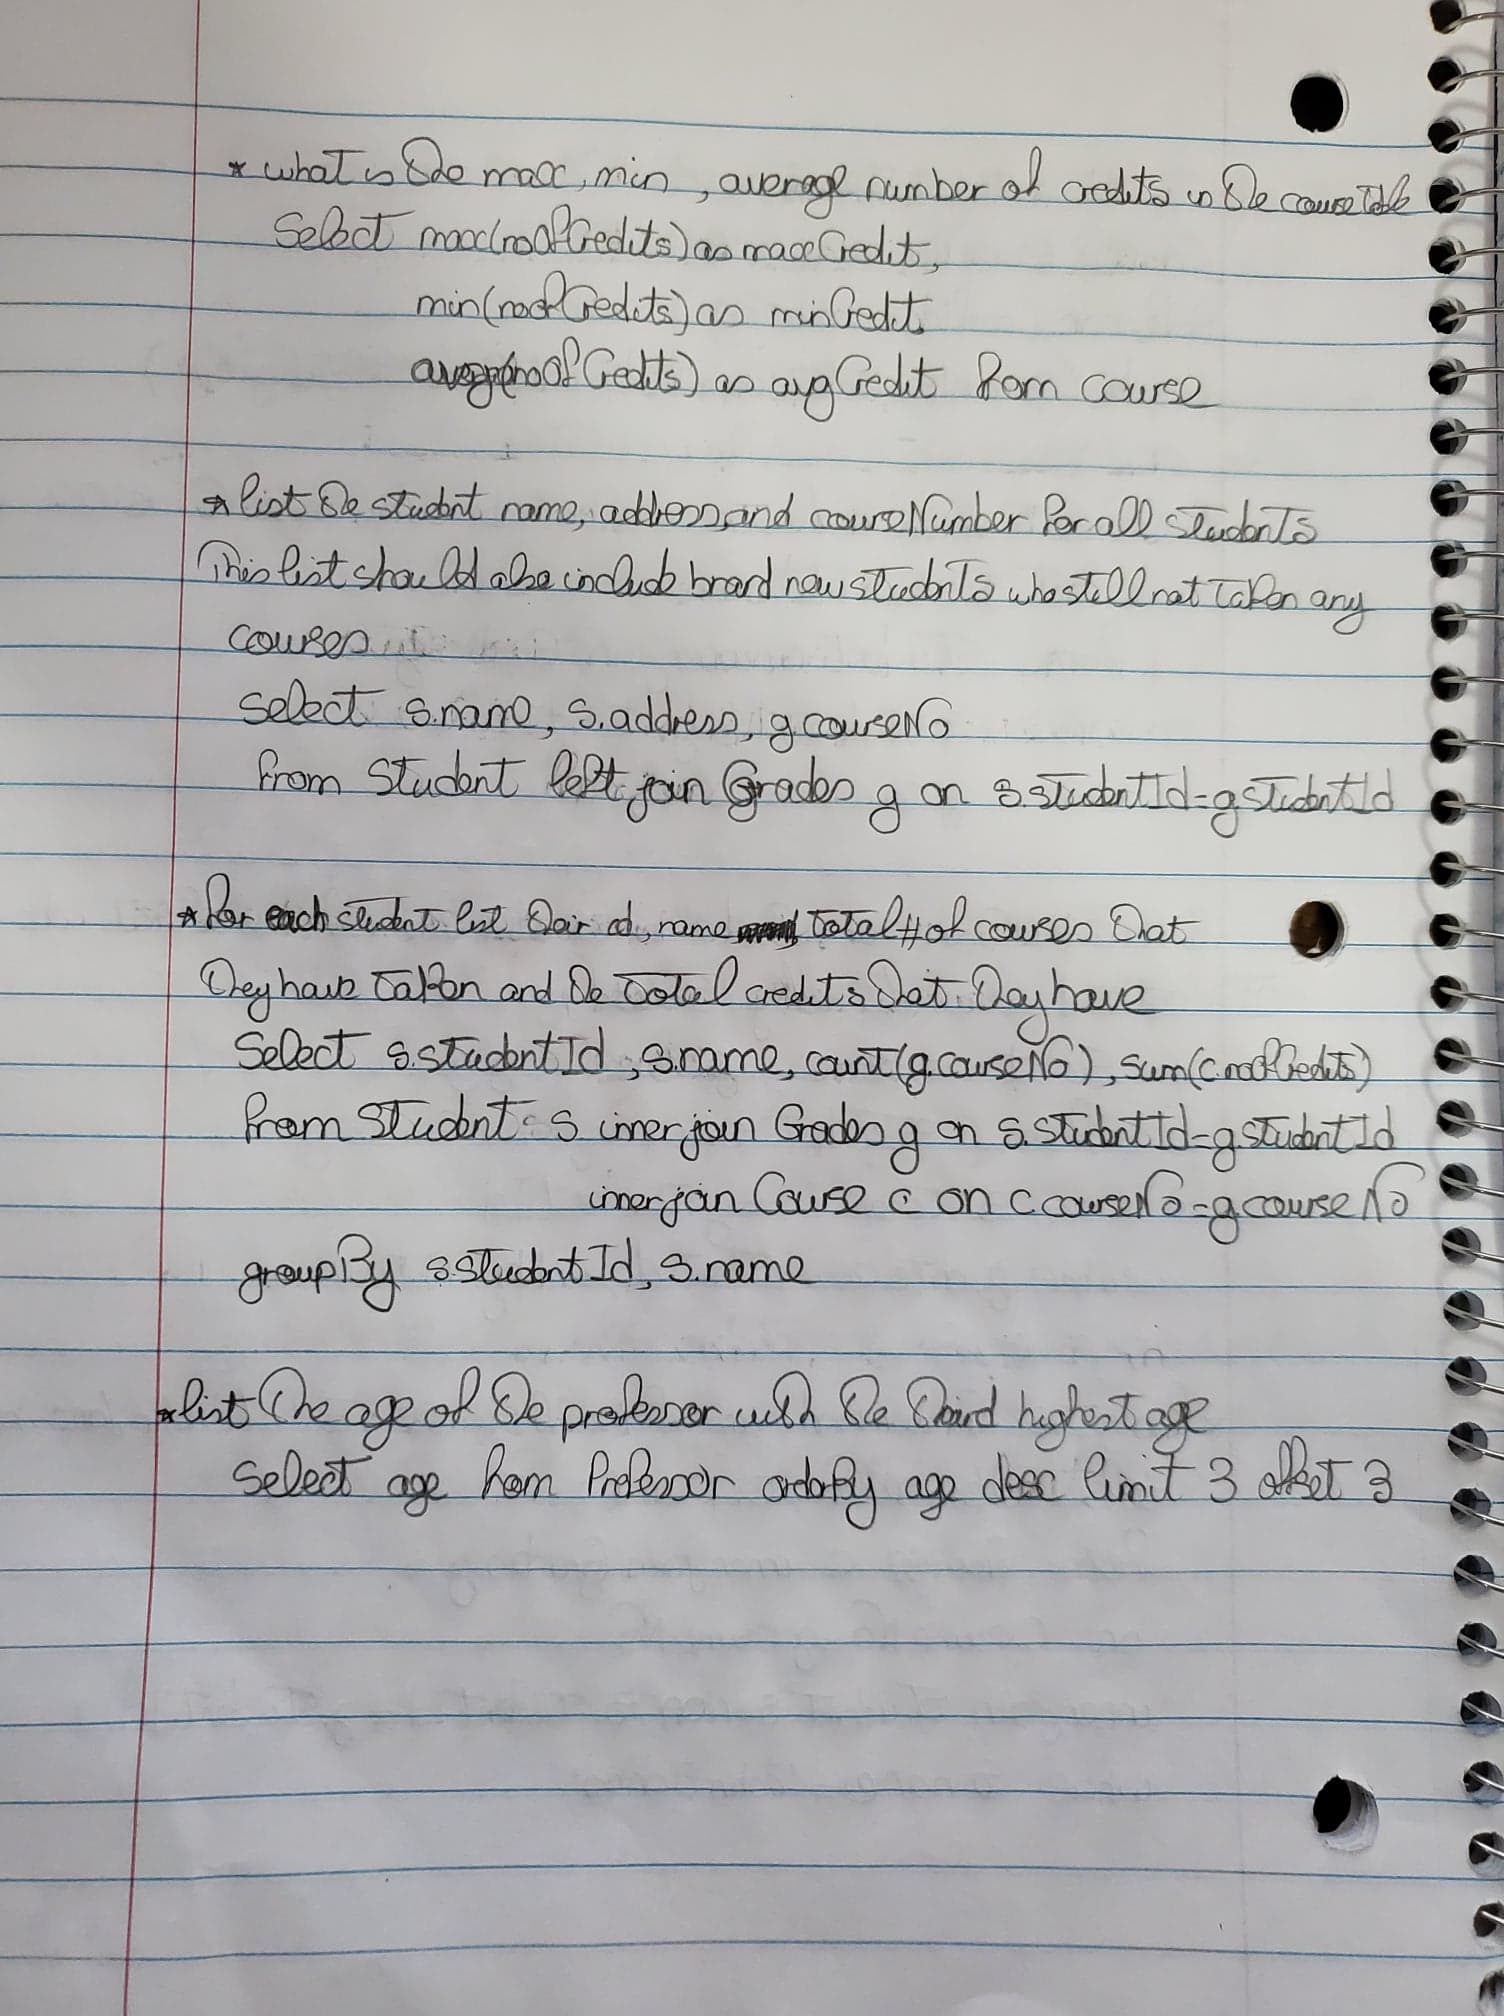 * what is the max, min, average number of credits in the course table
Select max(noOfCredits) as maxCredit,
min(noOfCredits) as minCredit,
avg(noOfCredits) as avgCredit from course
* list the student name, address, and courseNumber for all students
This list should also include brand new students who still not taken any
courses
select s.name, s.address, g.courseNo
from Student left join Grades g on s.studentId=g.studentId
* for each student list their id, name total # of courses that
they have taken and the total credits that they have
Select s.studentId, s.name, count(g.courseNo), sum(c.noOfCredits)
from Student s inner join Grades g on s.studentId=g.studentId
inner join Course c on c.courseNo=g.courseNo
groupBy s.studentId, s.name
* list the age of the professor with the third highest age
Select age from Professor orderBy age desc limit 3 offset 3